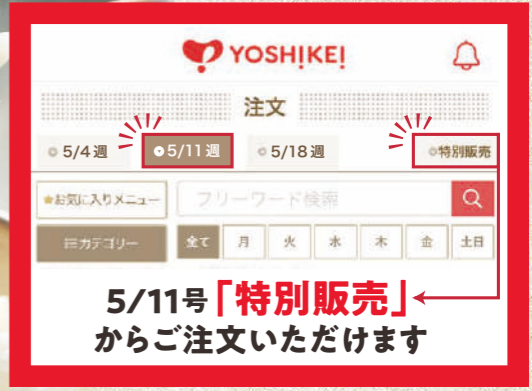 YOSHIKEI
注文
5/4週
5/11週
5/18週
特別販売
★お気に入りメニュー
フリーワード検索
カテゴリー
全て
月
火
水
木
金
土日
5/11号「特別販売」
からご注文いただけます